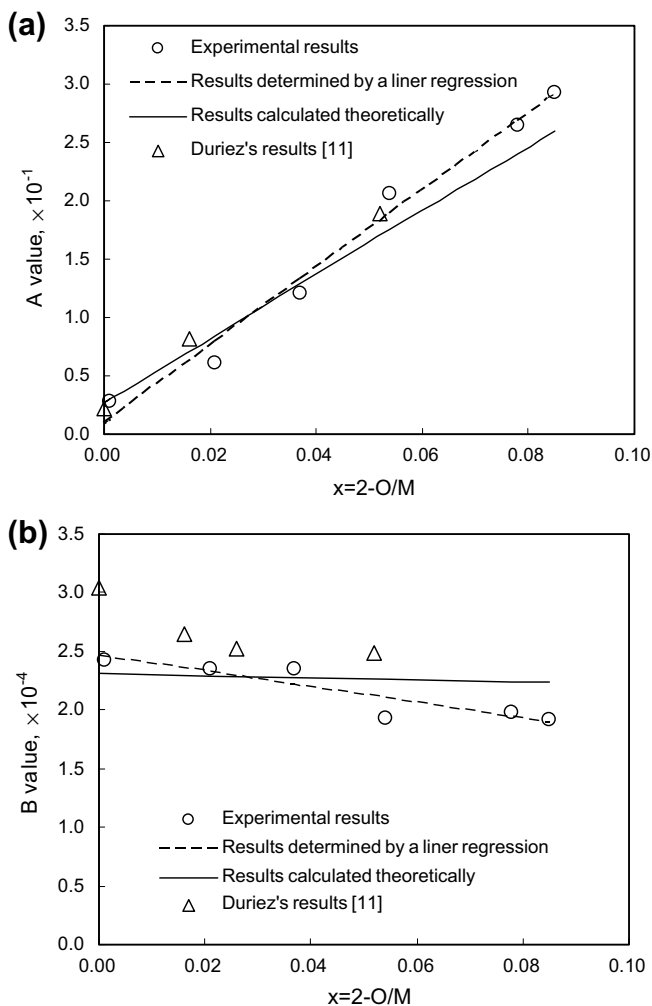 (a)
3.5
3.0
2.5
2.0
1.5
1.0
0.5
0.0
A value, ×10⁻¹
Experimental results
Results determined by a liner regression
Results calculated theoretically
Duriez's results [11]
0.00 0.02 0.04 0.06 0.08 0.10
x=2-O/M
(b)
3.5
3.0
2.5
2.0
1.5
1.0
0.5
0.0
B value, ×10⁻⁴
Experimental results
Results determined by a liner regression
Results calculated theoretically
Duriez's results [11]
0.00 0.02 0.04 0.06 0.08 0.10
x=2-O/M